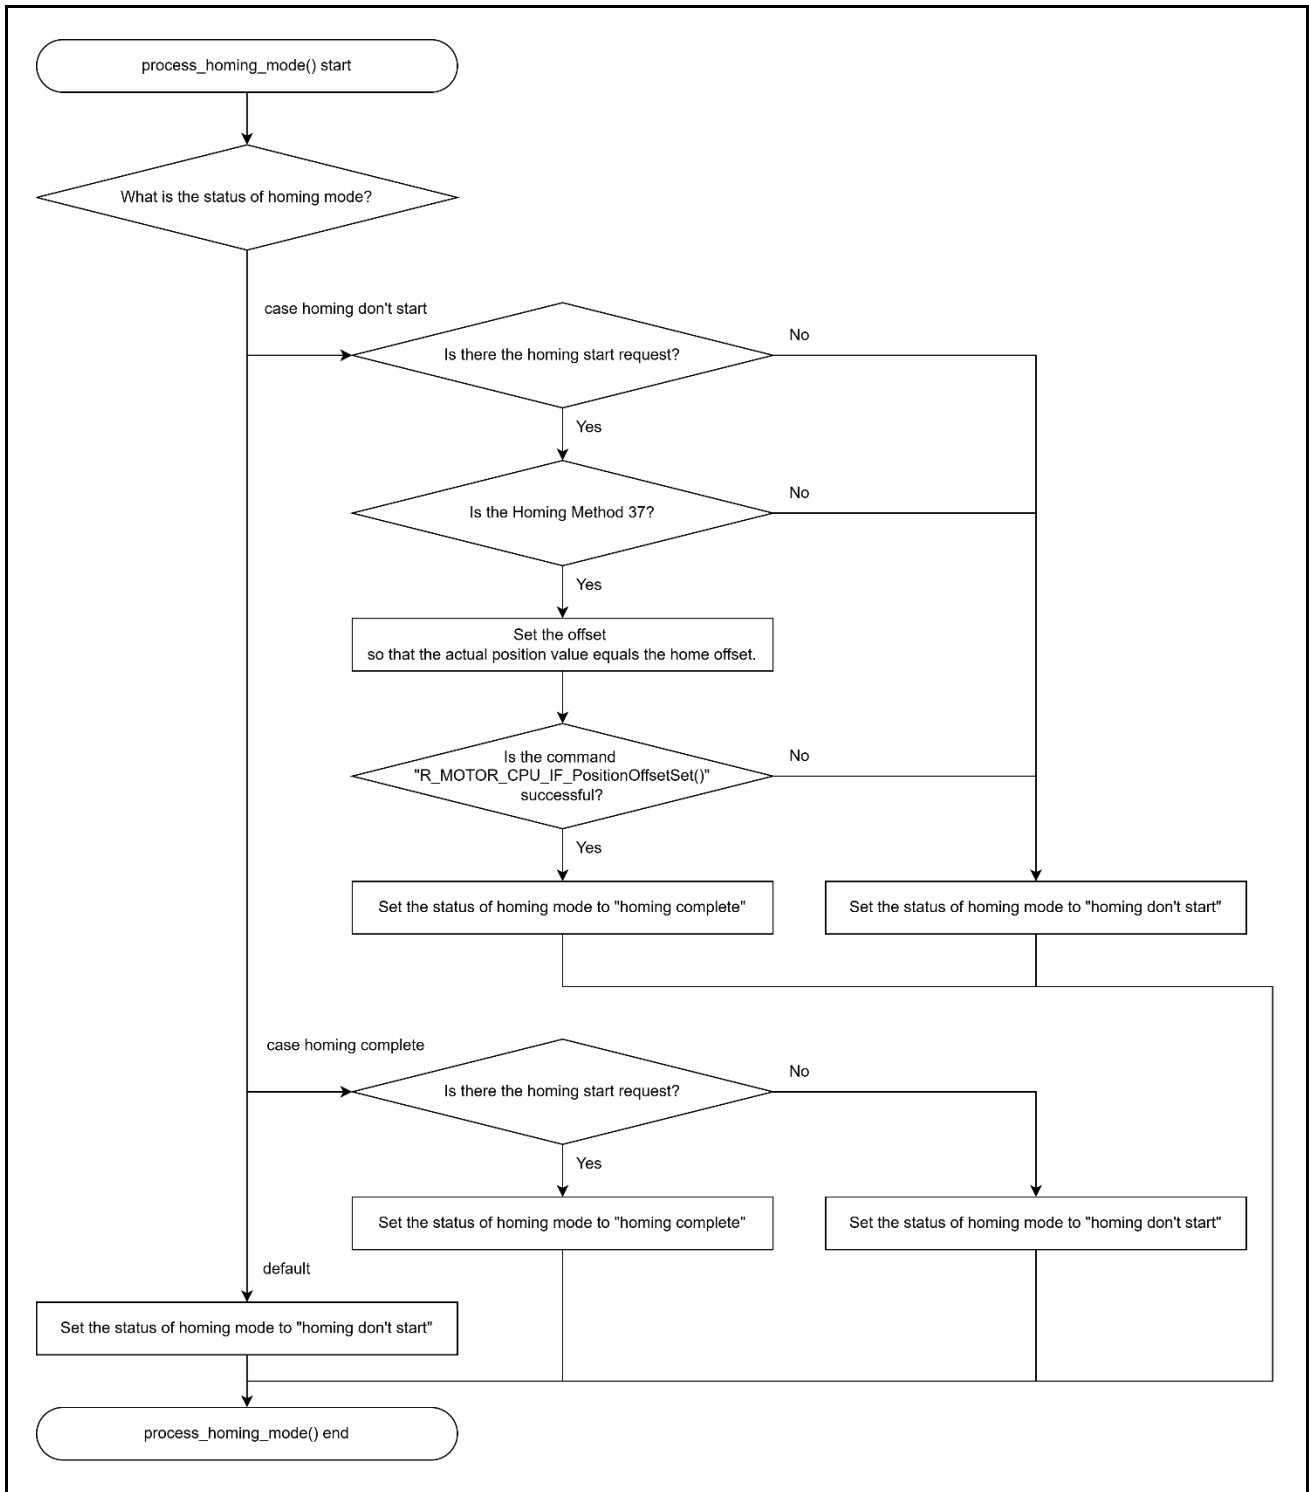 process_homing_mode() start
What is the status of homing mode?
case homing don't start
Is there the homing start request?
No
Yes
Is the Homing Method 37?
No
Yes
Set the offset
so that the actual position value equals the home offset.
Is the command
"R_MOTOR_CPU_IF_PositionOffsetSet()"
successful?
No
Yes
Set the status of homing mode to "homing complete"
Set the status of homing mode to "homing don't start"
case homing complete
Is there the homing start request?
No
Yes
Set the status of homing mode to "homing complete"
Set the status of homing mode to "homing don't start"
default
Set the status of homing mode to "homing don't start"
process_homing_mode() end